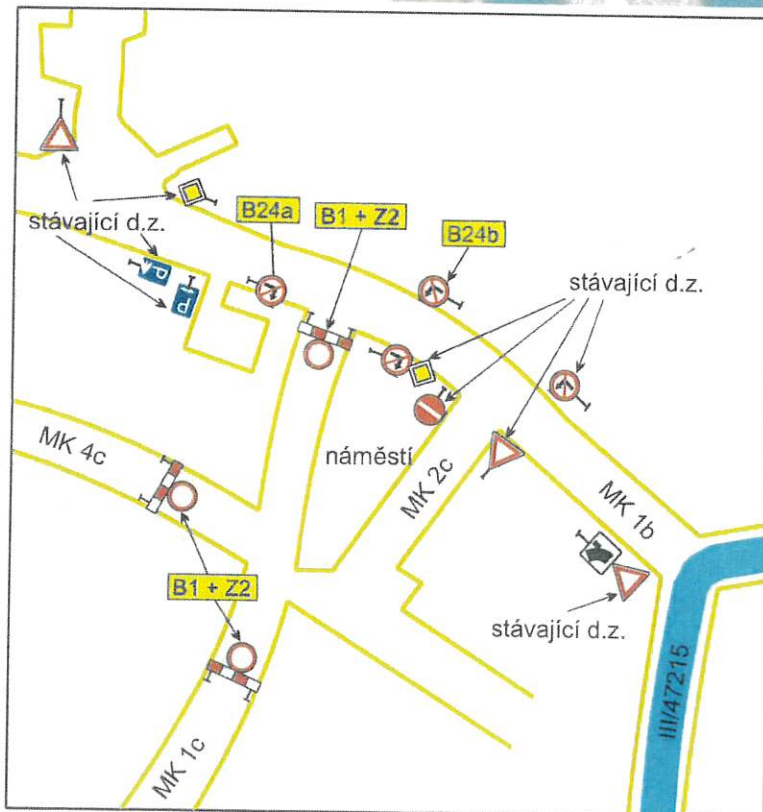 stávající d.z.
B24a
B1 + Z2
B24b
stávající d.z.
P
P
MK 4c
náměstí
MK 2c
MK 1b
B1 + Z2
stávající d.z.
III/47215
MK 1c